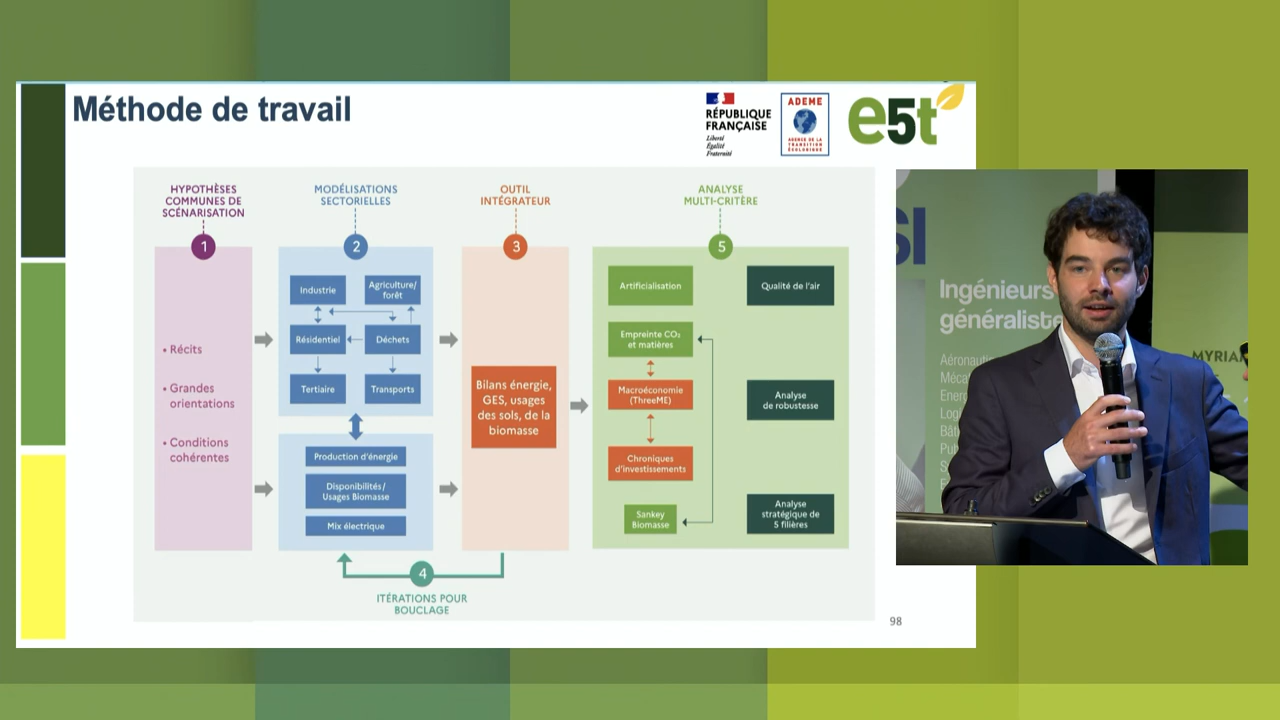 Méthode de travail
RÉPUBLIQUE
FRANÇAISE
Liberté
Égalité
Fraternité
ADEME
AGENCE DE LA
TRANSITION
ÉCOLOGIQUE
e5t
HYPOTHÈSES
COMMUNES DE
SCÉNARISATION
1
• Récits
• Grandes
orientations
• Conditions
cohérentes
MODÉLISATIONS
SECTORIELLES
2
Industrie
Agriculture/
forêt
Résidentiel
Déchets
Tertiaire
Transports
Production d'énergie
Disponibilités/
Usages Biomasse
Mix électrique
OUTIL
INTÉGRATEUR
3
Bilans énergie,
GES, usages
des sols, de la
biomasse
4
ITÉRATIONS POUR
BOUCLAGE
ANALYSE
MULTI-CRITÈRE
5
Artificialisation
Qualité de l'air
Empreinte CO₂
et matières
Macroéconomie
(ThreeME)
Analyse
de robustesse
Chroniques
d'investissements
Sankey
Biomasse
Analyse
stratégique de
5 filières
98
SI
Ingénieurs
généraliste
MYRIA